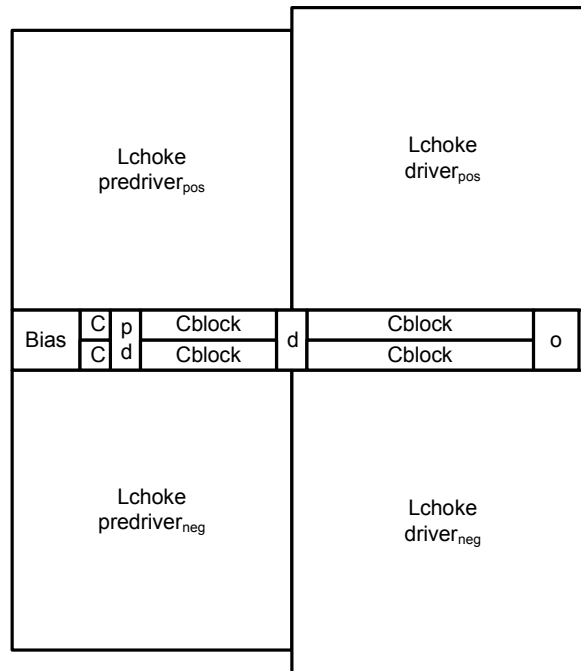 Lchoke
predriverpos
Lchoke
driverpos
Bias
C
C
p
d
Cblock
Cblock
d
Cblock
Cblock
o
Lchoke
predriverneg
Lchoke
driverneg